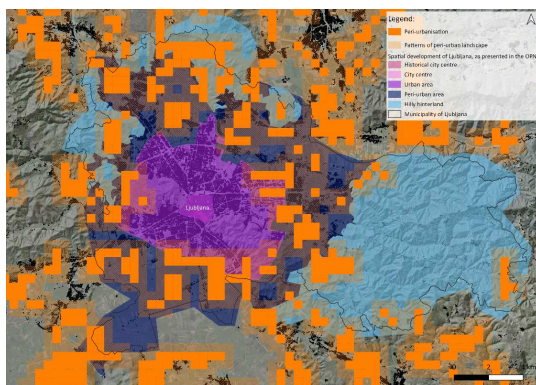 Legend:
Peri-urbanisation
Patterns of peri-urban landscape
Spatial development of Ljubljana, as presented in the OPN
Historical city centre
City centre
Urban area
Peri-urban area
Hilly hinterland
Municipality of Ljubljana
Ljubljana
2